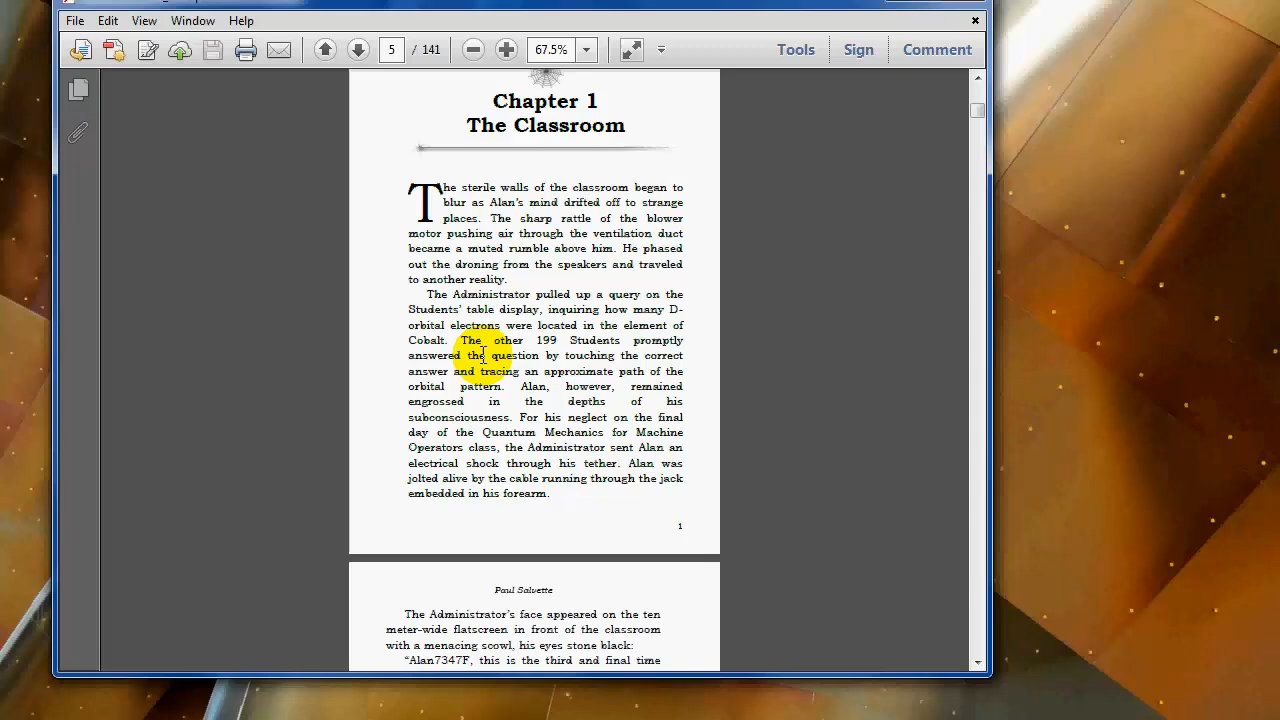 File Edit View Window Help
5 / 141 67.5% Tools Sign Comment
Chapter 1
The Classroom
The sterile walls of the classroom began to
blur as Alan's mind drifted off to strange
places. The sharp rattle of the blower
motor pushing air through the ventilation duct
became a muted rumble above him. He phased
out the droning from the speakers and traveled
to another reality.
The Administrator pulled up a query on the
Students' table display, inquiring how many D-
orbital electrons were located in the element of
Cobalt. The other 199 Students promptly
answered the question by touching the correct
answer and tracing an approximate path of the
orbital pattern. Alan, however, remained
engrossed in the depths of his
subconsciousness. For his neglect on the final
day of the Quantum Mechanics for Machine
Operators class, the Administrator sent Alan an
electrical shock through his tether. Alan was
jolted alive by the cable running through the jack
embedded in his forearm.
1
Paul Salvette
The Administrator's face appeared on the ten
meter-wide flatscreen in front of the classroom
with a menacing scowl, his eyes stone black:
“Alan7347F, this is the third and final time